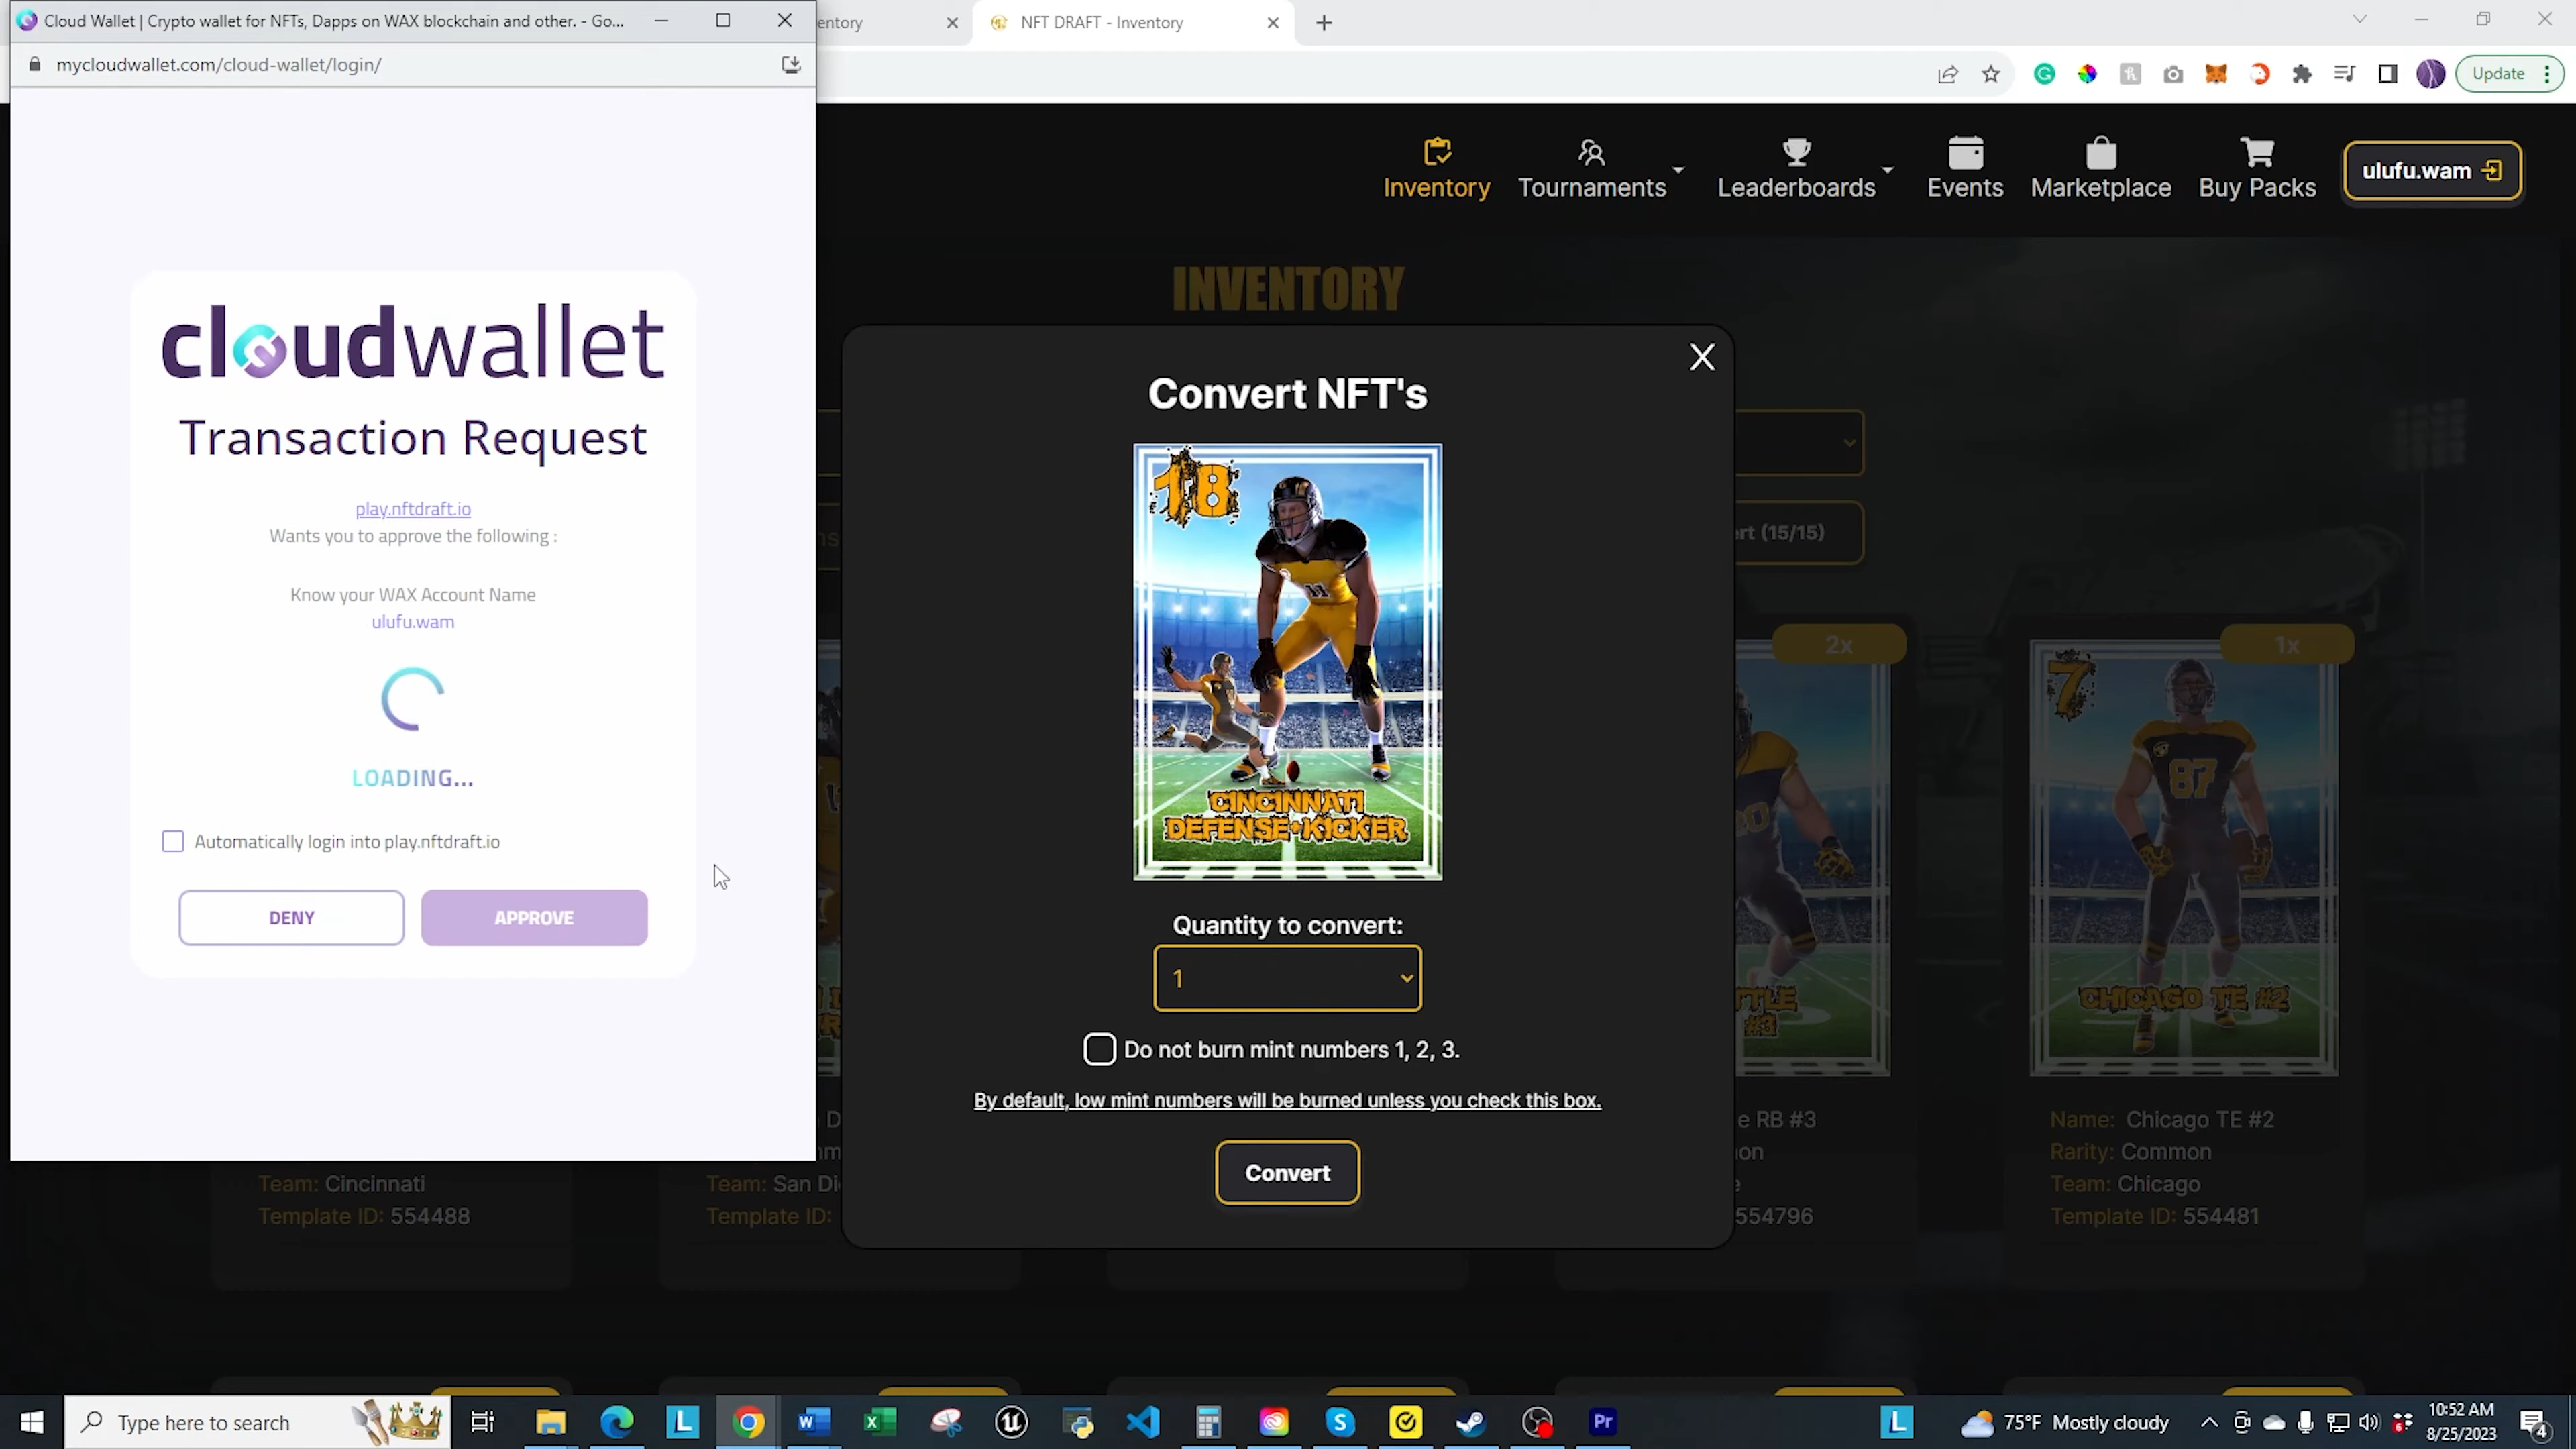 Cloud Wallet | Crypto wallet for NFTs, Dapps on WAX blockchain and other. - Go...
entory
NFT DRAFT - Inventory
mycloudwallet.com/cloud-wallet/login/
Update
Inventory
Tournaments
Leaderboards
Events
Marketplace
Buy Packs
ulufu.wam
INVENTORY
cloudwallet
Transaction Request
play.nftdraft.io
Wants you to approve the following :
Know your WAX Account Name
ulufu.wam
LOADING...
Automatically login into play.nftdraft.io
DENY
APPROVE
X
Convert NFT's
18
CINCINNATI
DEFENSE+KICKER
Quantity to convert:
1
Do not burn mint numbers 1, 2, 3.
By default, low mint numbers will be burned unless you check this box.
Convert
rt (15/15)
2x
1x
7
87
TTLE
#3
CHICAGO TE #2
Team: Cincinnati
Template ID: 554488
Team: San Di
Template ID:
e RB #3
on
e
554796
Name: Chicago TE #2
Rarity: Common
Team: Chicago
Template ID: 554481
Type here to search
75°F Mostly cloudy
10:52 AM
8/25/2023
4